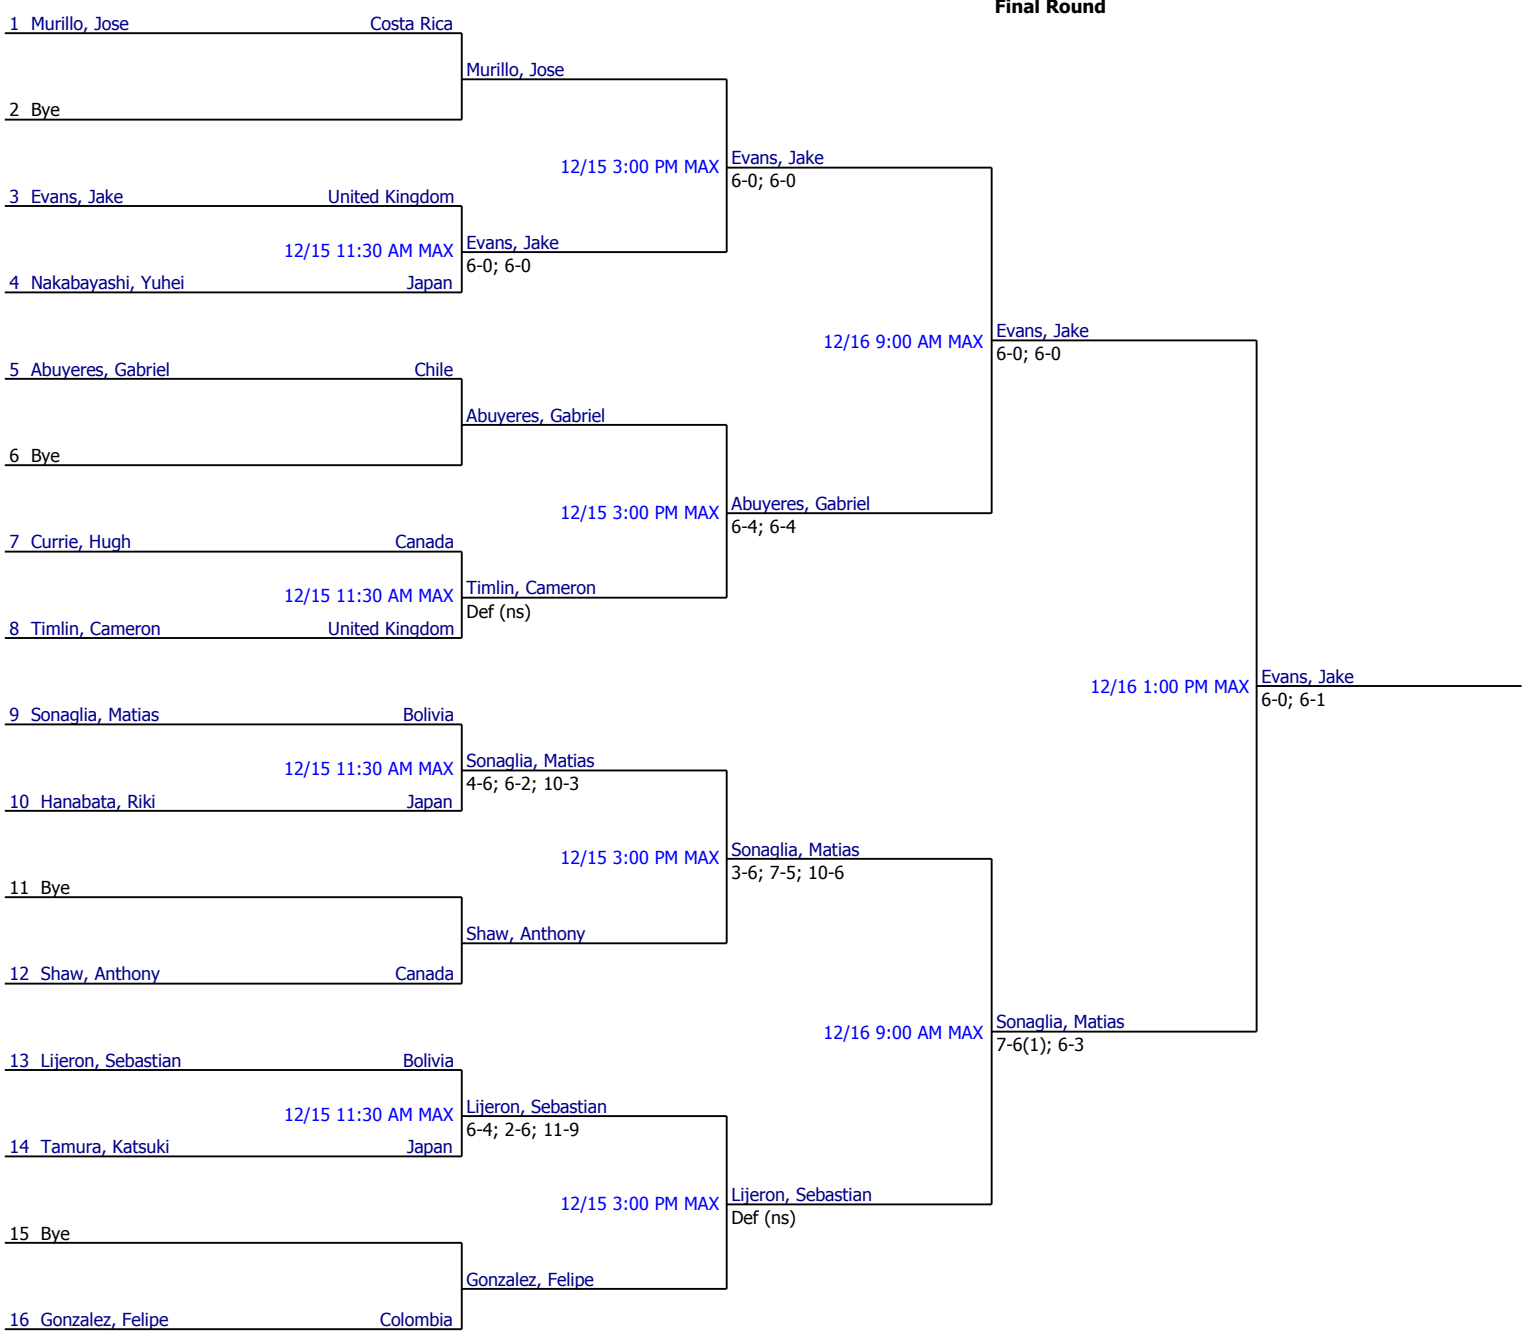 Final Round
1 Murillo, Jose Costa Rica
Murillo, Jose
2 Bye
12/15 3:00 PM MAX Evans, Jake
6-0; 6-0
3 Evans, Jake United Kingdom
12/15 11:30 AM MAX Evans, Jake
6-0; 6-0
4 Nakabayashi, Yuhei Japan
12/16 9:00 AM MAX Evans, Jake
6-0; 6-0
5 Abuyeres, Gabriel Chile
Abuyeres, Gabriel
6 Bye
12/15 3:00 PM MAX Abuyeres, Gabriel
6-4; 6-4
7 Currie, Hugh Canada
12/15 11:30 AM MAX Timlin, Cameron
Def (ns)
8 Timlin, Cameron United Kingdom
12/16 1:00 PM MAX Evans, Jake
6-0; 6-1
9 Sonaglia, Matias Bolivia
12/15 11:30 AM MAX Sonaglia, Matias
4-6; 6-2; 10-3
10 Hanabata, Riki Japan
12/15 3:00 PM MAX Sonaglia, Matias
3-6; 7-5; 10-6
11 Bye
Shaw, Anthony
12 Shaw, Anthony Canada
12/16 9:00 AM MAX Sonaglia, Matias
7-6(1); 6-3
13 Lijeron, Sebastian Bolivia
12/15 11:30 AM MAX Lijeron, Sebastian
6-4; 2-6; 11-9
14 Tamura, Katsuki Japan
12/15 3:00 PM MAX Lijeron, Sebastian
Def (ns)
15 Bye
Gonzalez, Felipe
16 Gonzalez, Felipe Colombia